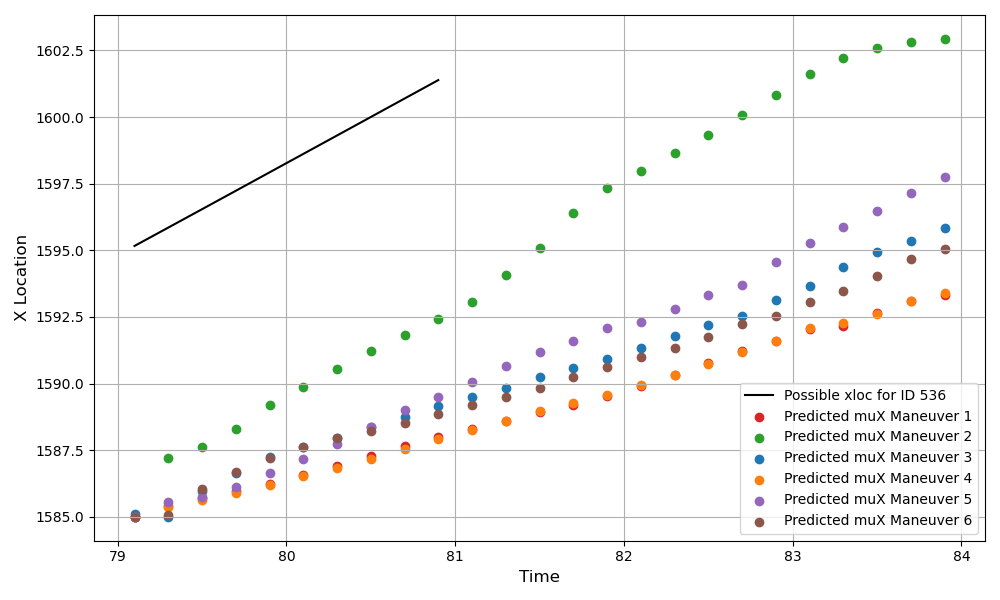 1602.5
1600.0
1597.5
1595.0
1592.5
1590.0
1587.5
1585.0
X Location
79
80
81
82
83
84
Time
Possible xloc for ID 536
Predicted muX Maneuver 1
Predicted muX Maneuver 2
Predicted muX Maneuver 3
Predicted muX Maneuver 4
Predicted muX Maneuver 5
Predicted muX Maneuver 6